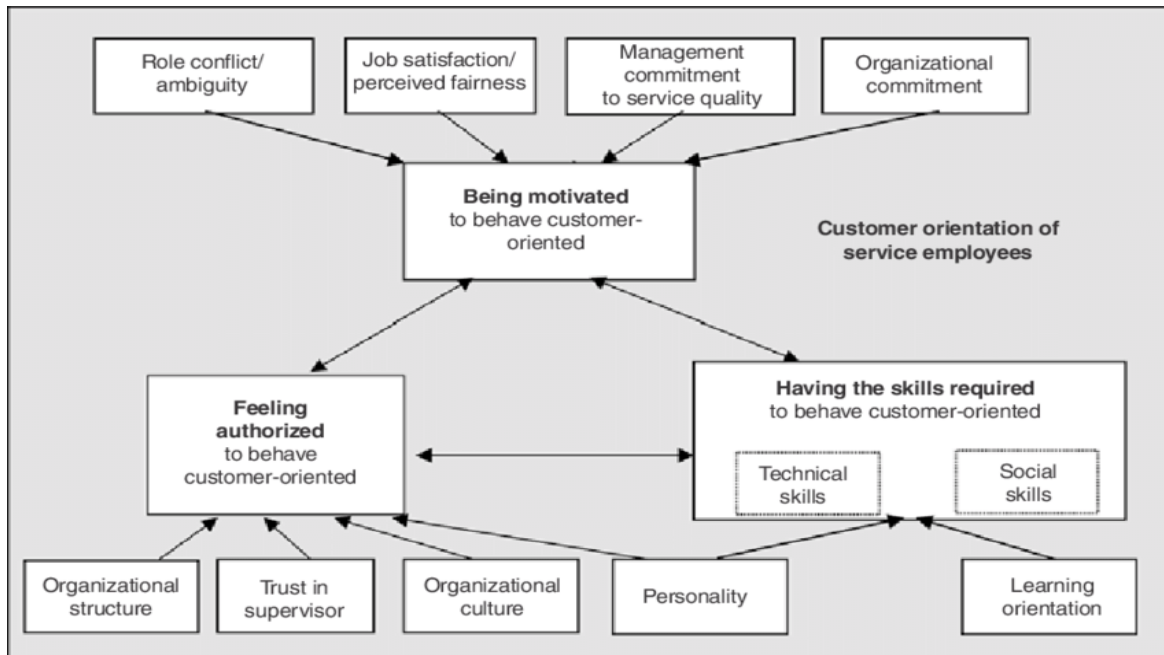 Role conflict/
ambiguity
Job satisfaction/
perceived fairness
Management
commitment
to service quality
Organizational
commitment
Being motivated
to behave customer-
oriented
Customer orientation of
service employees
Feeling
authorized
to behave
customer-oriented
Having the skills required
to behave customer-oriented
Technical
skills
Social
skills
Organizational
structure
Trust in
supervisor
Organizational
culture
Personality
Learning
orientation